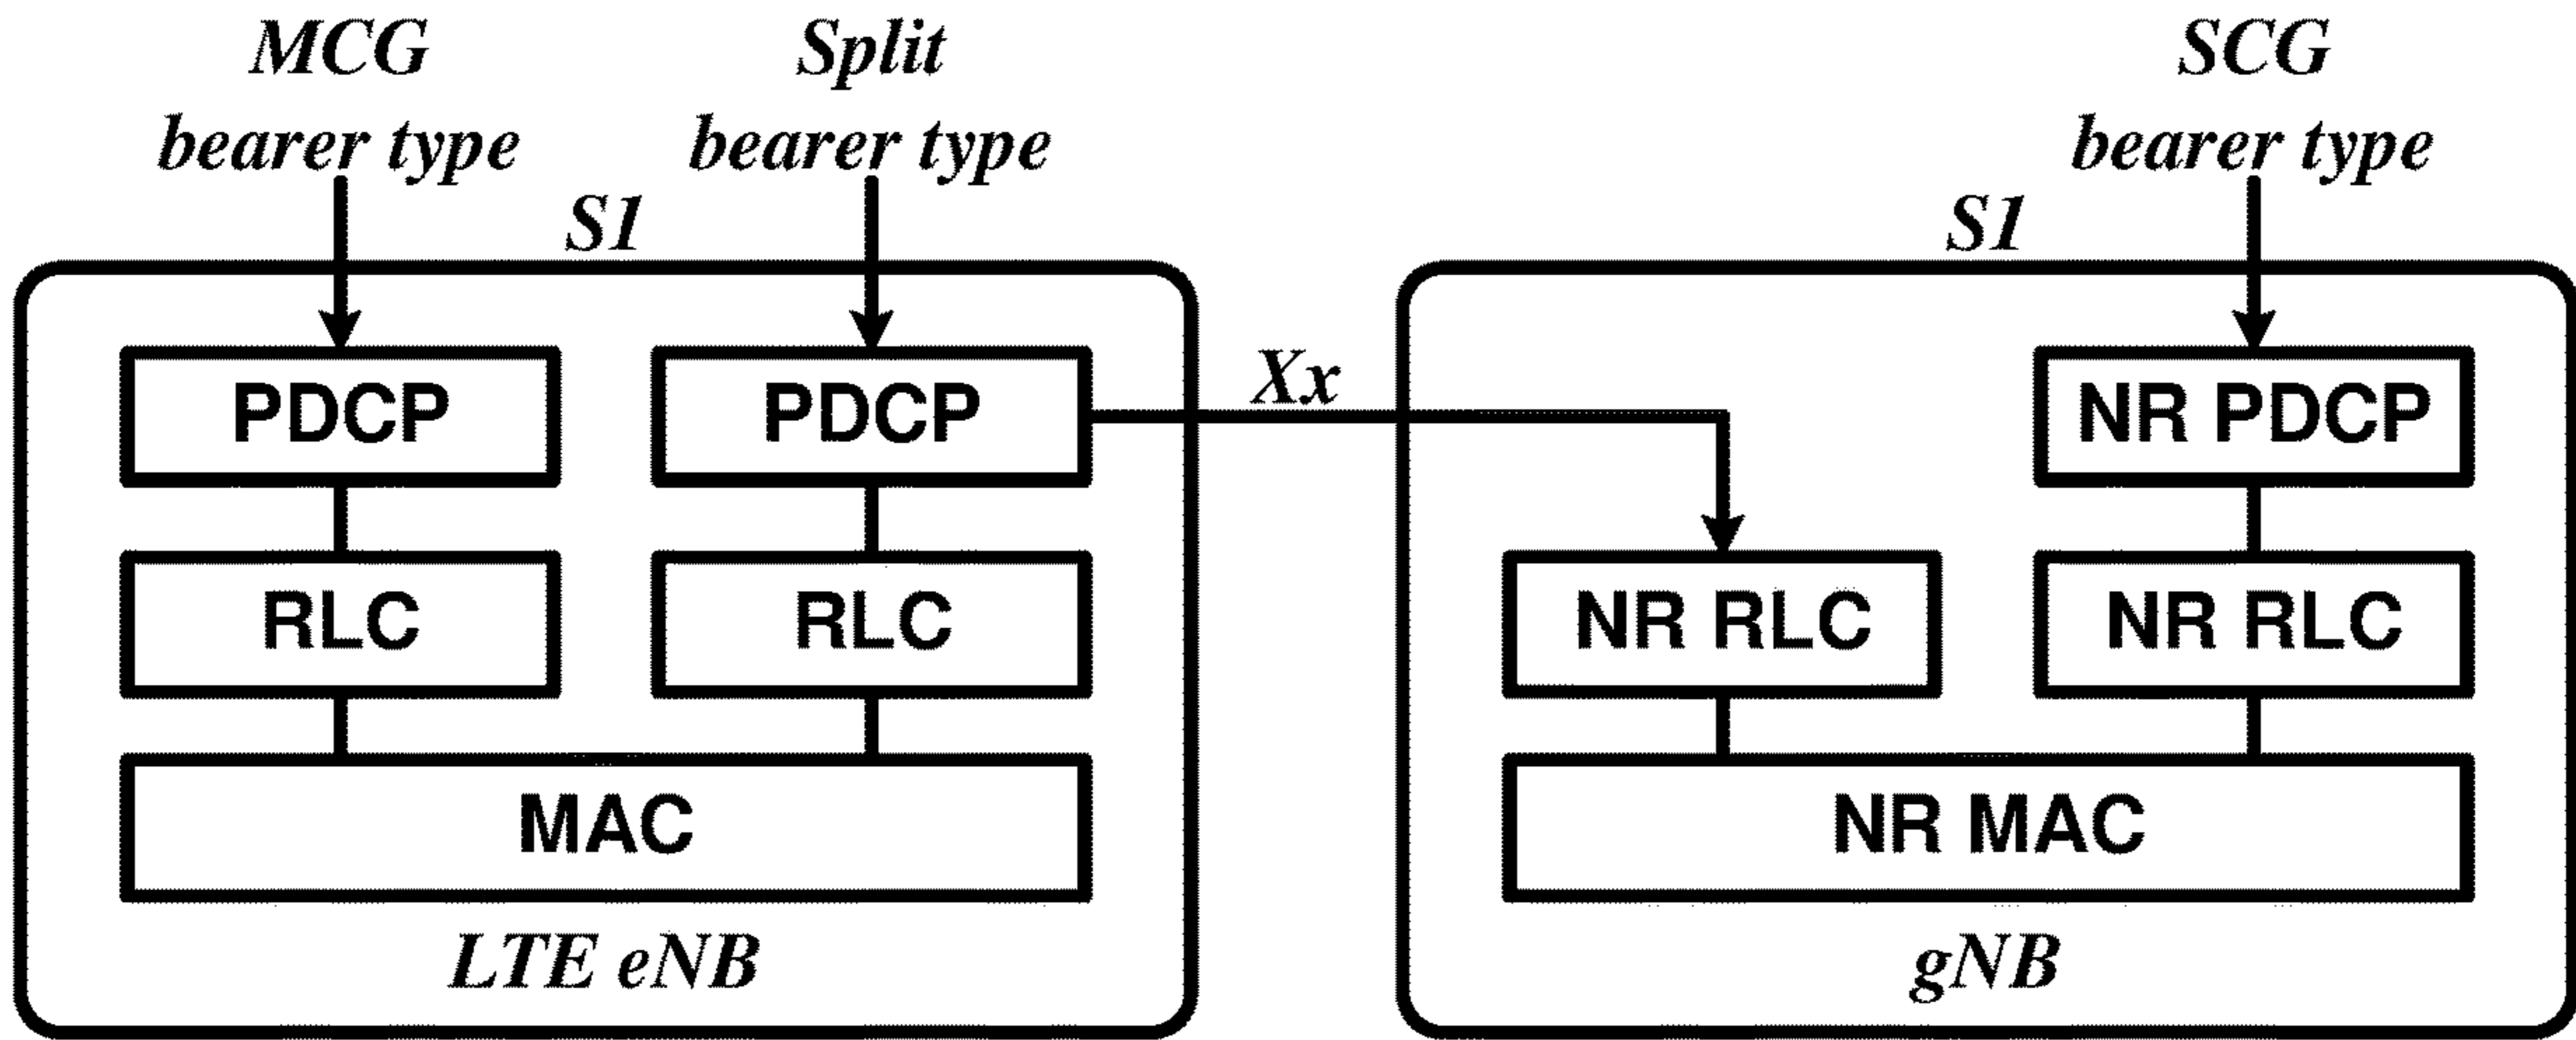 MCG
bearer type
Split
bearer type
SCG
bearer type
S1
S1
PDCP
PDCP
Xx
NR PDCP
RLC
RLC
NR RLC
NR RLC
MAC
NR MAC
LTE eNB
gNB